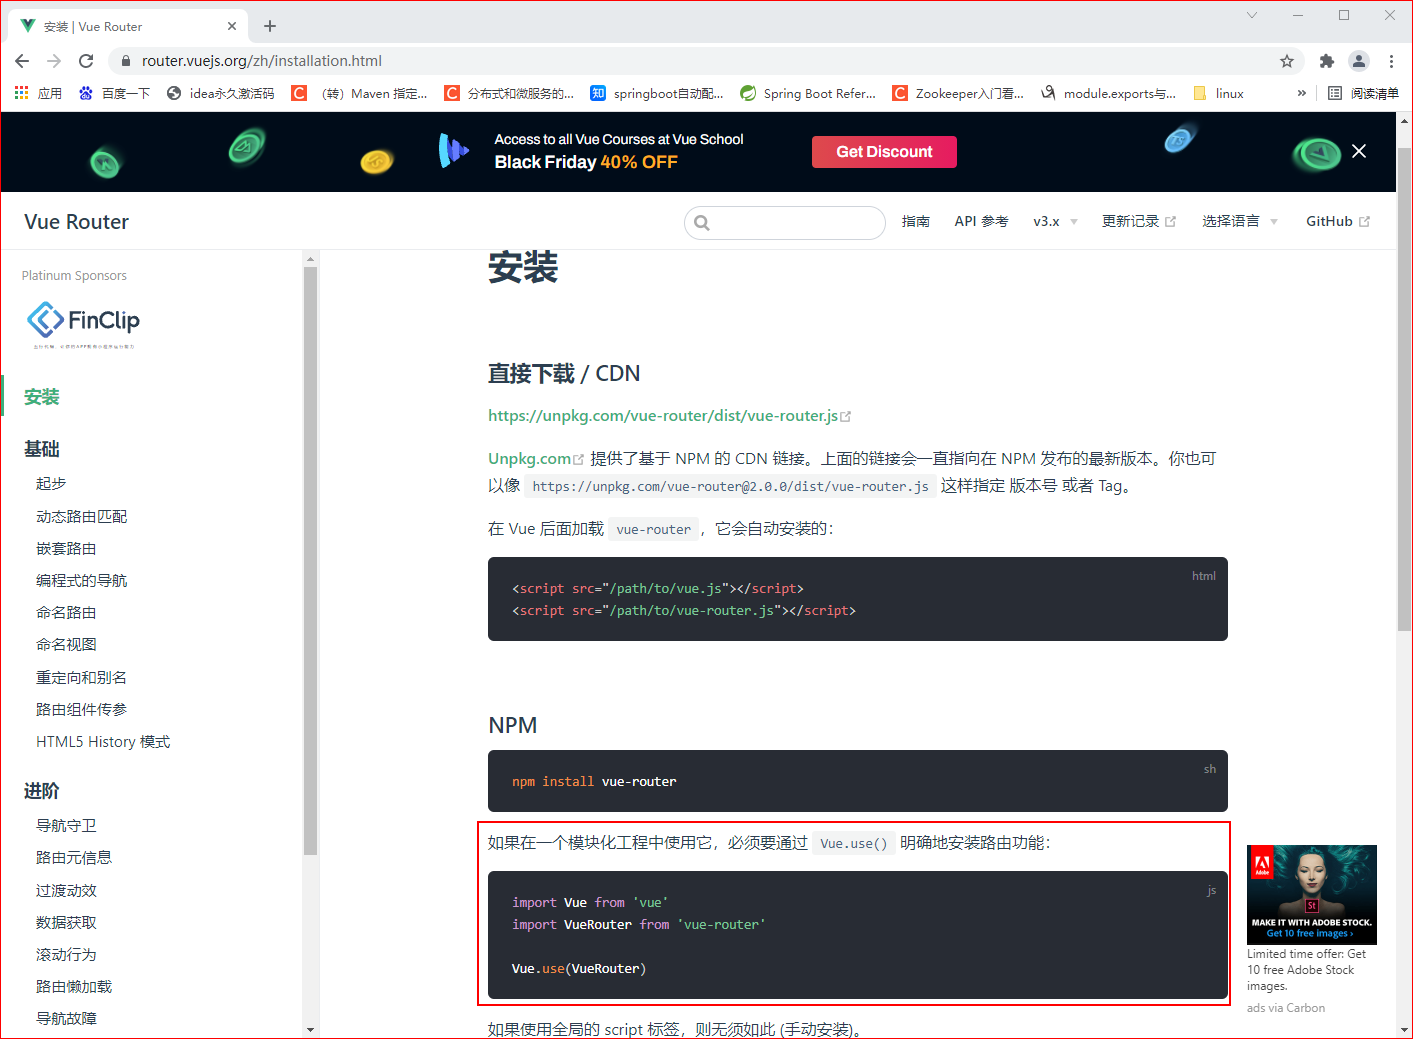 安装 | Vue Router
router.vuejs.org/zh/installation.html
应用
百度一下
idea永久激活码
（转）Maven 指定...
分布式和微服务的...
springboot自动配...
Spring Boot Refer...
Zookeeper入门看...
module.exports与...
linux
»
阅读清单
Access to all Vue Courses at Vue School
Black Friday 40% OFF
Get Discount
Vue Router
指南
API 参考
v3.x
更新记录
选择语言
GitHub
Platinum Sponsors
FinClip
安装
基础
起步
动态路由匹配
嵌套路由
编程式的导航
命名路由
命名视图
重定向和别名
路由组件传参
HTML5 History 模式
进阶
导航守卫
路由元信息
过渡动效
数据获取
滚动行为
路由懒加载
导航故障
安装
直接下载 / CDN
https://unpkg.com/vue-router/dist/vue-router.js
Unpkg.com 提供了基于 NPM 的 CDN 链接。上面的链接会一直指向在 NPM 发布的最新版本。你也可
以像 https://unpkg.com/vue-router@2.0.0/dist/vue-router.js 这样指定 版本号 或者 Tag。
在 Vue 后面加载 vue-router，它会自动安装的：
html
<script src="/path/to/vue.js"></script>
<script src="/path/to/vue-router.js"></script>
NPM
sh
npm install vue-router
如果在一个模块化工程中使用它，必须要通过 Vue.use() 明确地安装路由功能：
js
import Vue from 'vue'
import VueRouter from 'vue-router'
Vue.use(VueRouter)
如果使用全局的 script 标签，则无须如此 (手动安装)。
Adobe
St
MAKE IT WITH ADOBE STOCK.
Get 10 free images ›
Limited time offer: Get
10 free Adobe Stock
images.
ads via Carbon